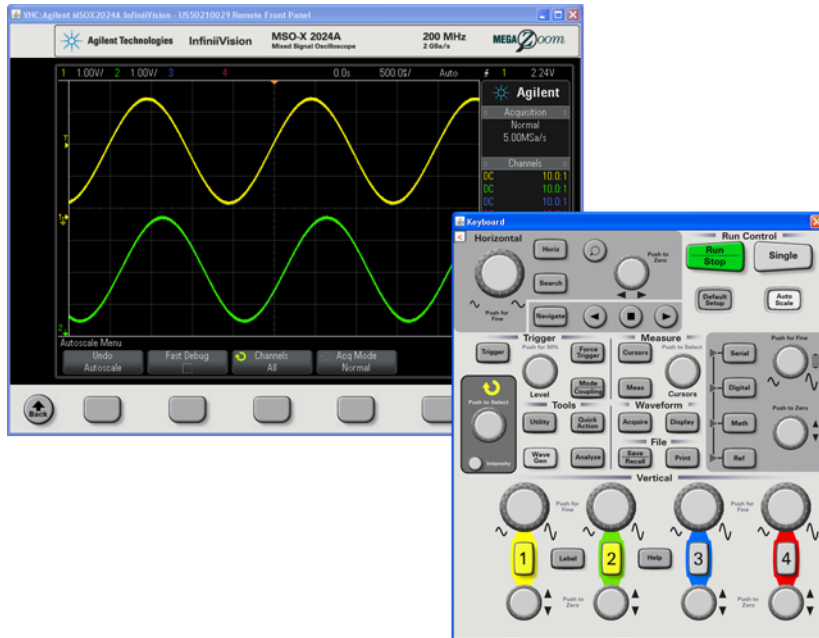 VNC:Agilent MSOX2024A InfiniiVision - US50210029 Remote Front Panel
Agilent Technologies InfiniiVision MSO-X 2024A 200 MHz MEGA Zoom
Mixed Signal Oscilloscope 2 GSa/s
1 1.00V/ 2 1.00V/ 3 4 0.0s 500.0⅟ Auto 1 2.24V
Agilent
Acquisition
Normal
5.00MSa/s
Channels
DC 10.0:1
DC 10.0:1
DC 10.0:1
T
1
2
Autoscale Menu
Undo Autoscale
Fast Debug
Channels All
Acq Mode Normal
Back
Keyboard
<
Horizontal
Push for Fine
Horiz
Search
Navigate
Push to Zero
Run Control
Run Stop
Single
Default Setup
Auto Scale
Trigger
Trigger
Push for 50%
Level
Force Trigger
Mode Coupling
Measure
Cursors
Push to Select
Meas
Cursors
Push to Select
Intensity
Tools
Utility
Quick Action
Wave Gen
Analyze
Waveform
Acquire
Display
File
Save Recall
Print
Serial
Digital
Math
Ref
Push for Fine
Push to Zero
Vertical
Push for Fine
Push for Fine
1
Label
2
Help
3
4
Push to Zero
Push to Zero